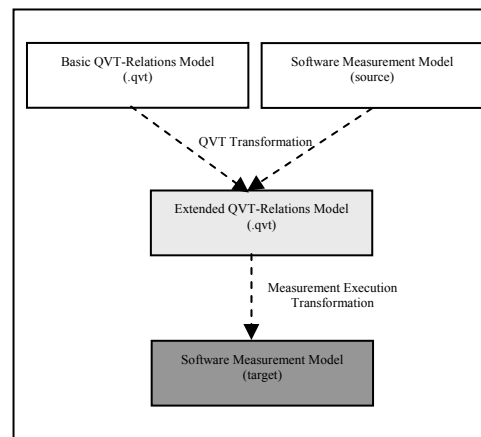 Basic QVT-Relations Model
(.qvt)
Software Measurement Model
(source)
QVT Transformation
Extended QVT-Relations Model
(.qvt)
Measurement Execution
Transformation
Software Measurement Model
(target)